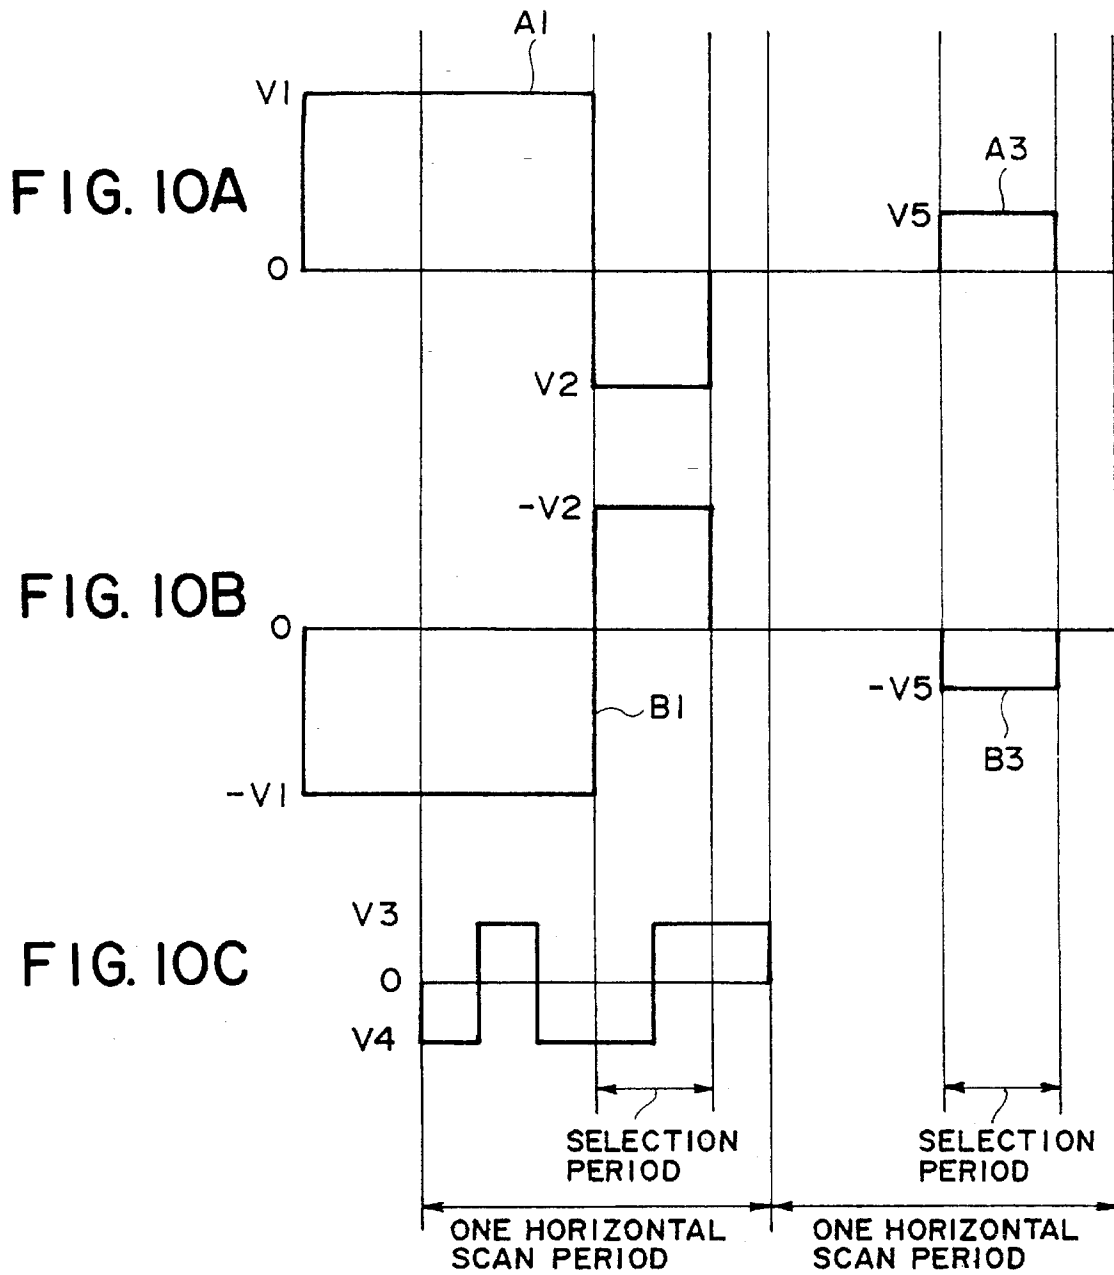 A1
V1
A3
FIG. 10A
V5
0
V2
-V2
FIG. 10B
0
B1
-V5
B3
-V1
V3
FIG. 10C
0
V4
SELECTION
PERIOD
SELECTION
PERIOD
ONE HORIZONTAL
SCAN PERIOD
ONE HORIZONTAL
SCAN PERIOD